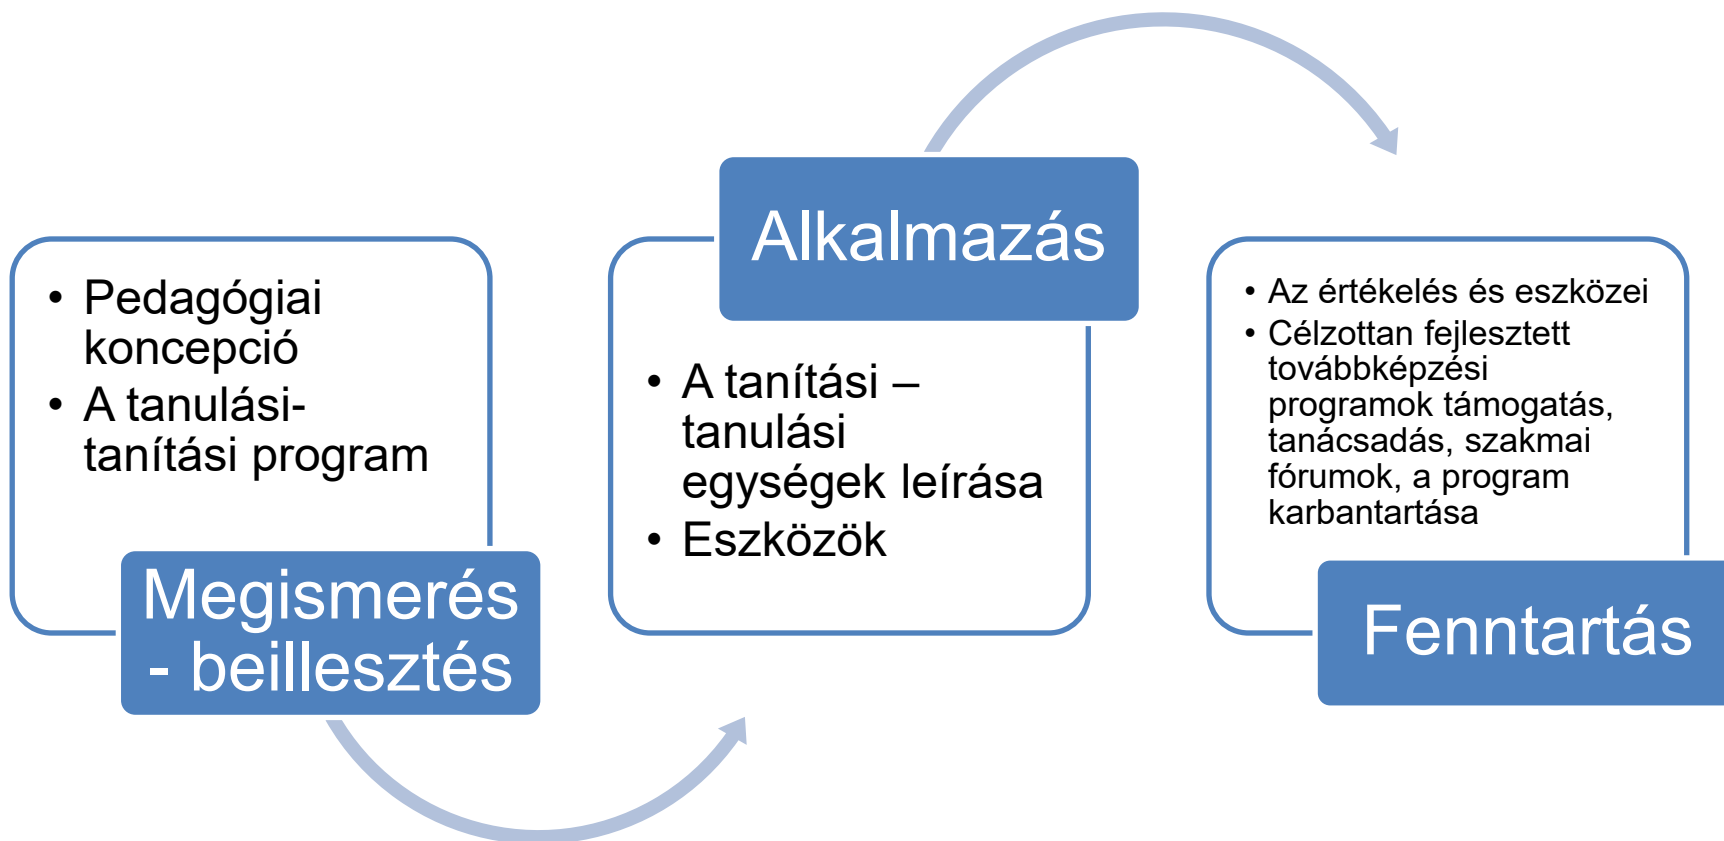 • Pedagógiai
koncepció
• A tanulási-
tanítási program
Megismerés
- beillesztés
Alkalmazás
• A tanítási –
tanulási
egységek leírása
• Eszközök
• Az értékelés és eszközei
• Célzottan fejlesztett
továbbképzési
programok támogatás,
tanácsadás, szakmai
fórumok, a program
karbantartása
Fenntartás